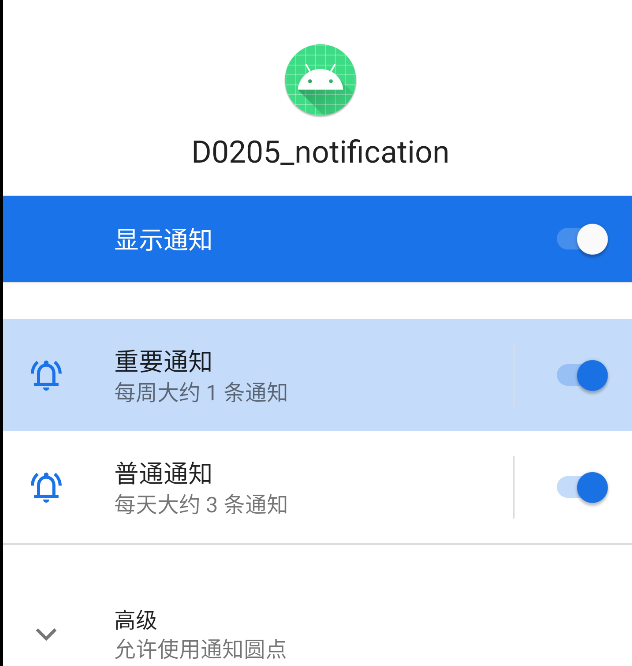 D0205_notification
显示通知
重要通知
每周大约 1 条通知
普通通知
每天大约 3 条通知
高级
允许使用通知圆点